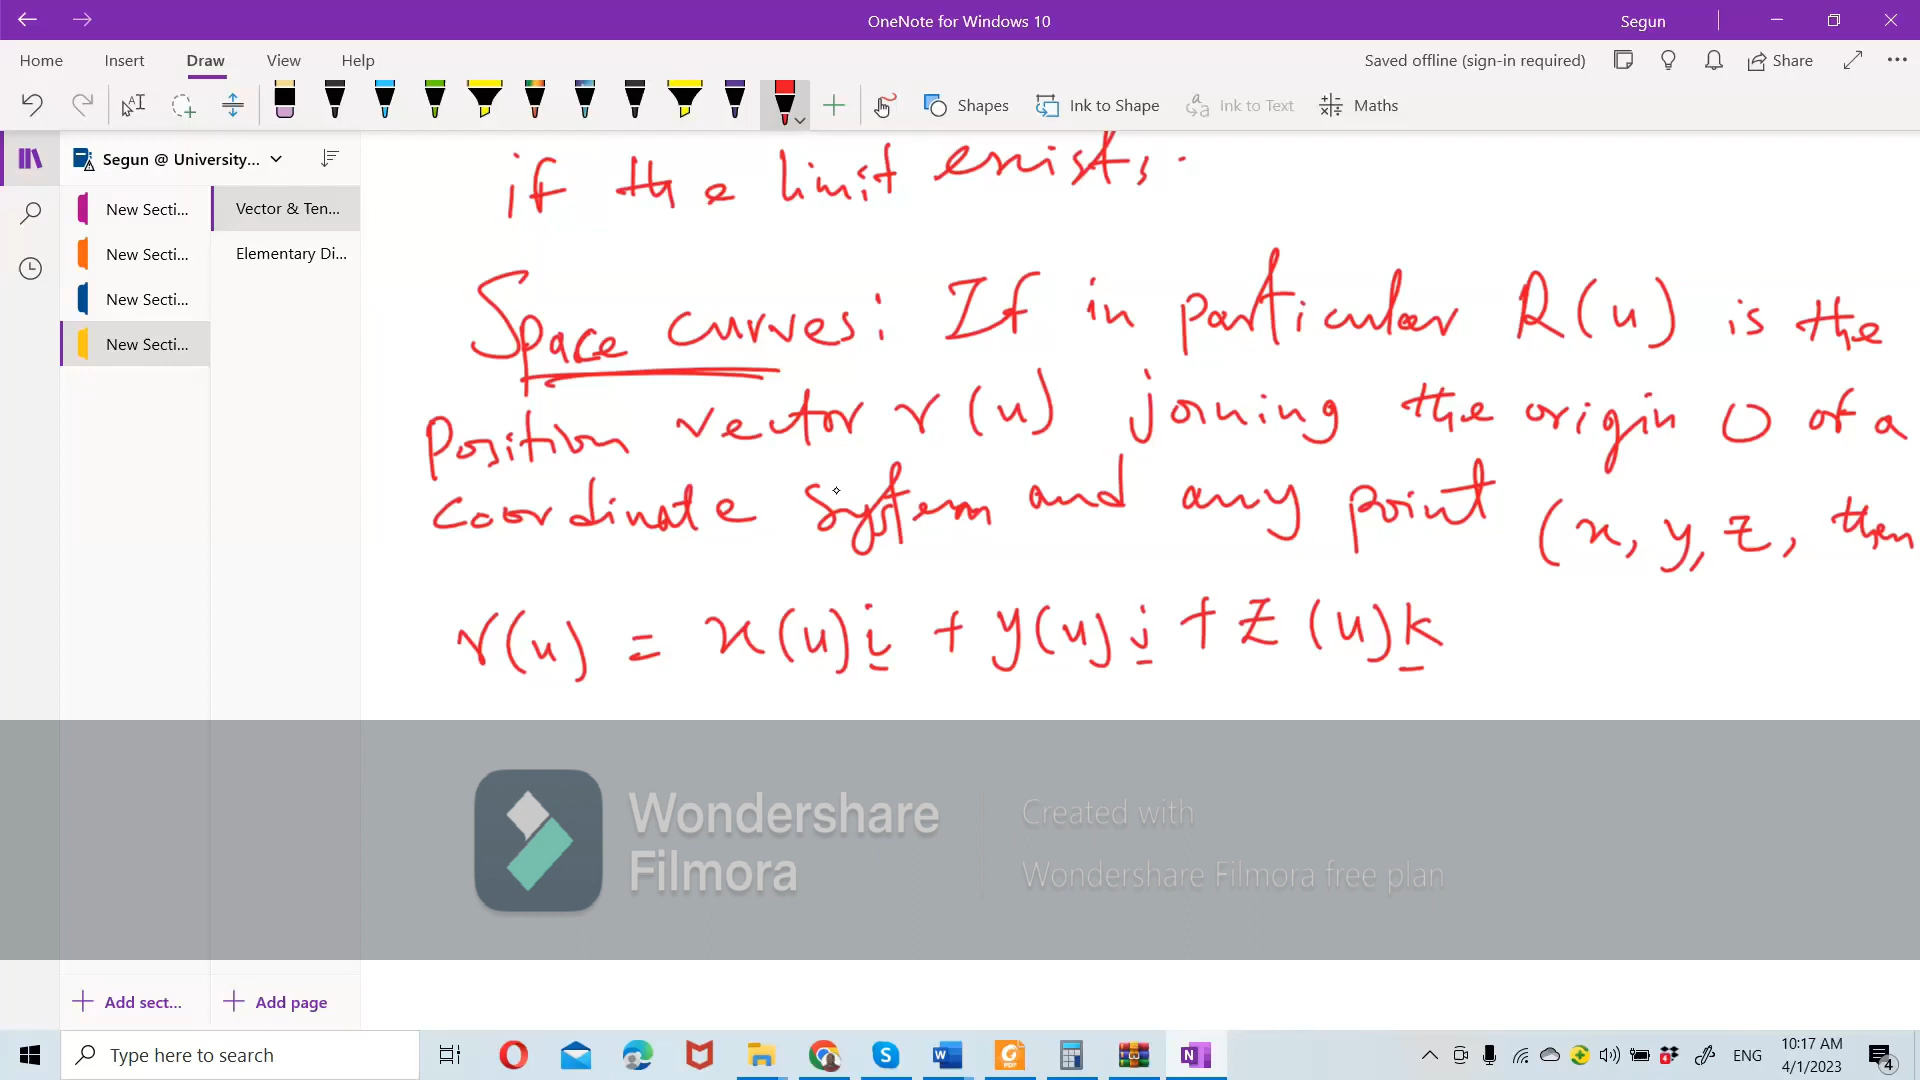 OneNote for Windows 10
Segun
Home Insert Draw View Help
Saved offline (sign-in required)
Share
Shapes
Ink to Shape
Ink to Text
Maths
Segun @ University...
New Secti...
New Secti...
New Secti...
New Secti...
Vector & Ten...
Elementary Di...
if the limit exists.
Space curves: If in particular R(u) is the
Position vector r(u) joining the origin O of a
coordinate system and any point (x, y, z, then
r(u) = x(u)i + y(u)j + z(u)k
Wondershare
Filmora
Created with
Wondershare Filmora free plan
Add sect...
Add page
Type here to search
ENG
10:17 AM
4/1/2023
4